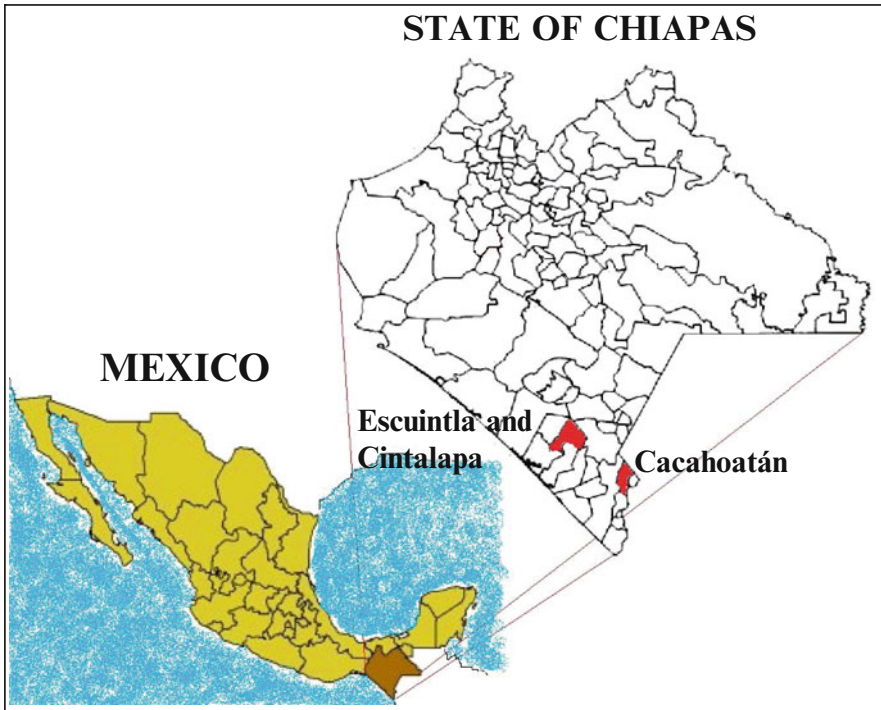 STATE OF CHIAPAS
MEXICO
Escuintla and
Cintalapa
Cacahoatán